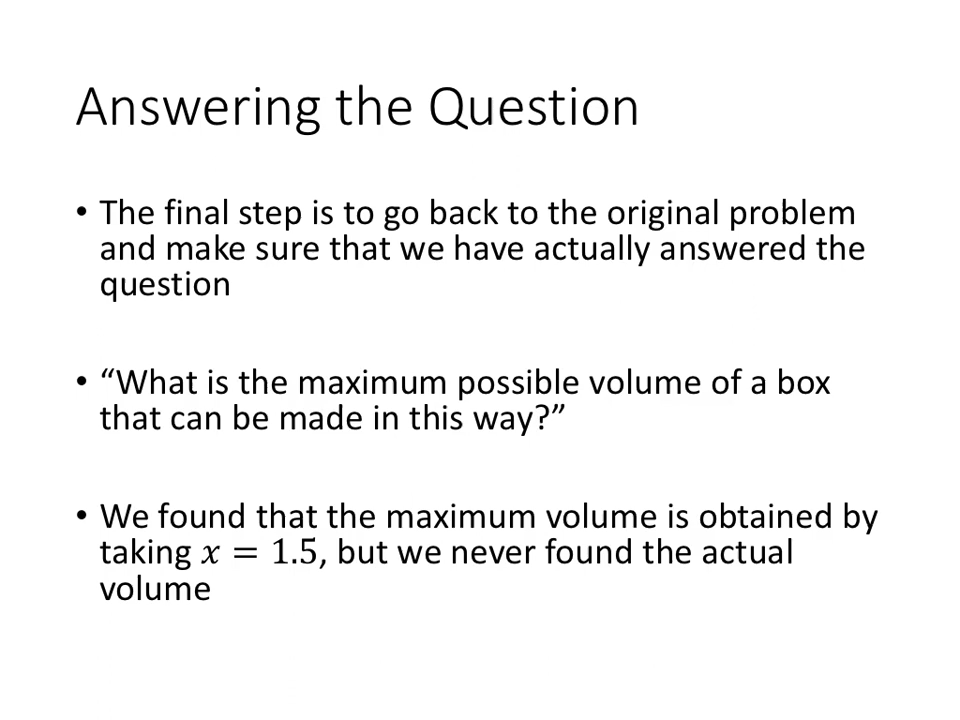 Answering the Question
• The final step is to go back to the original problem
and make sure that we have actually answered the
question
• “What is the maximum possible volume of a box
that can be made in this way?”
• We found that the maximum volume is obtained by
taking 𝑥 = 1.5, but we never found the actual
volume